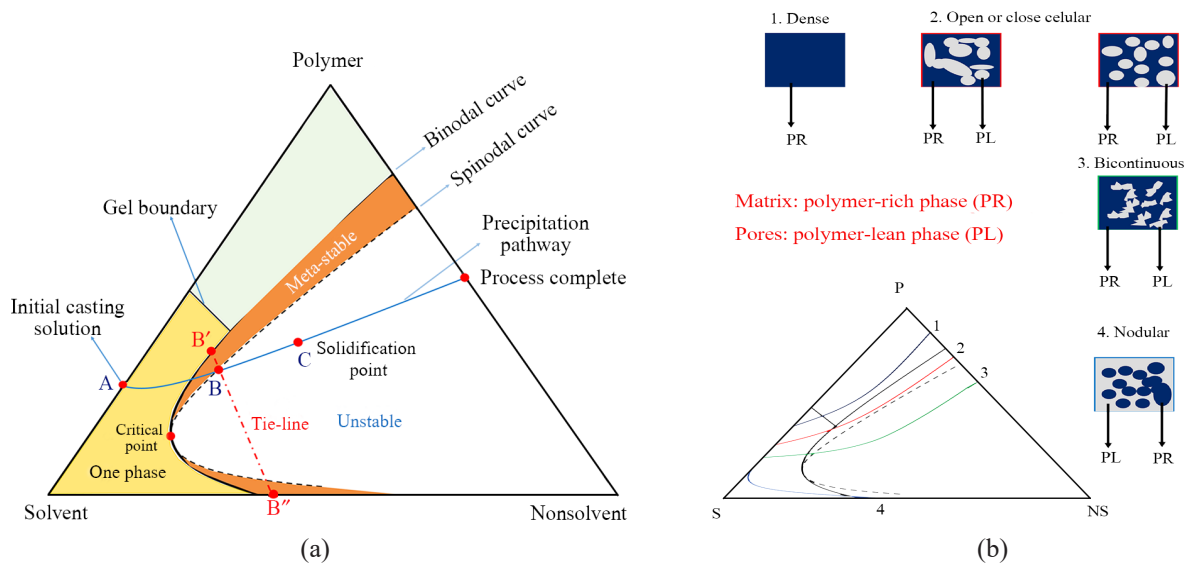 Polymer
Binodal curve
Spinodal curve
Gel boundary
Precipitation
pathway
Meta-stable
Process complete
Initial casting
solution
B′
A
B
C
Solidification
point
Tie-line
Unstable
Critical
point
One phase
B″
Solvent
Nonsolvent
(a)
(b)
1. Dense
2. Open or close celular
PR
PR
PL
PR
PL
3. Bicontinuous
Matrix: polymer-rich phase (PR)
Pores: polymer-lean phase (PL)
PR
PL
P
1
2
3
4. Nodular
PL
PR
S
4
NS
(b)